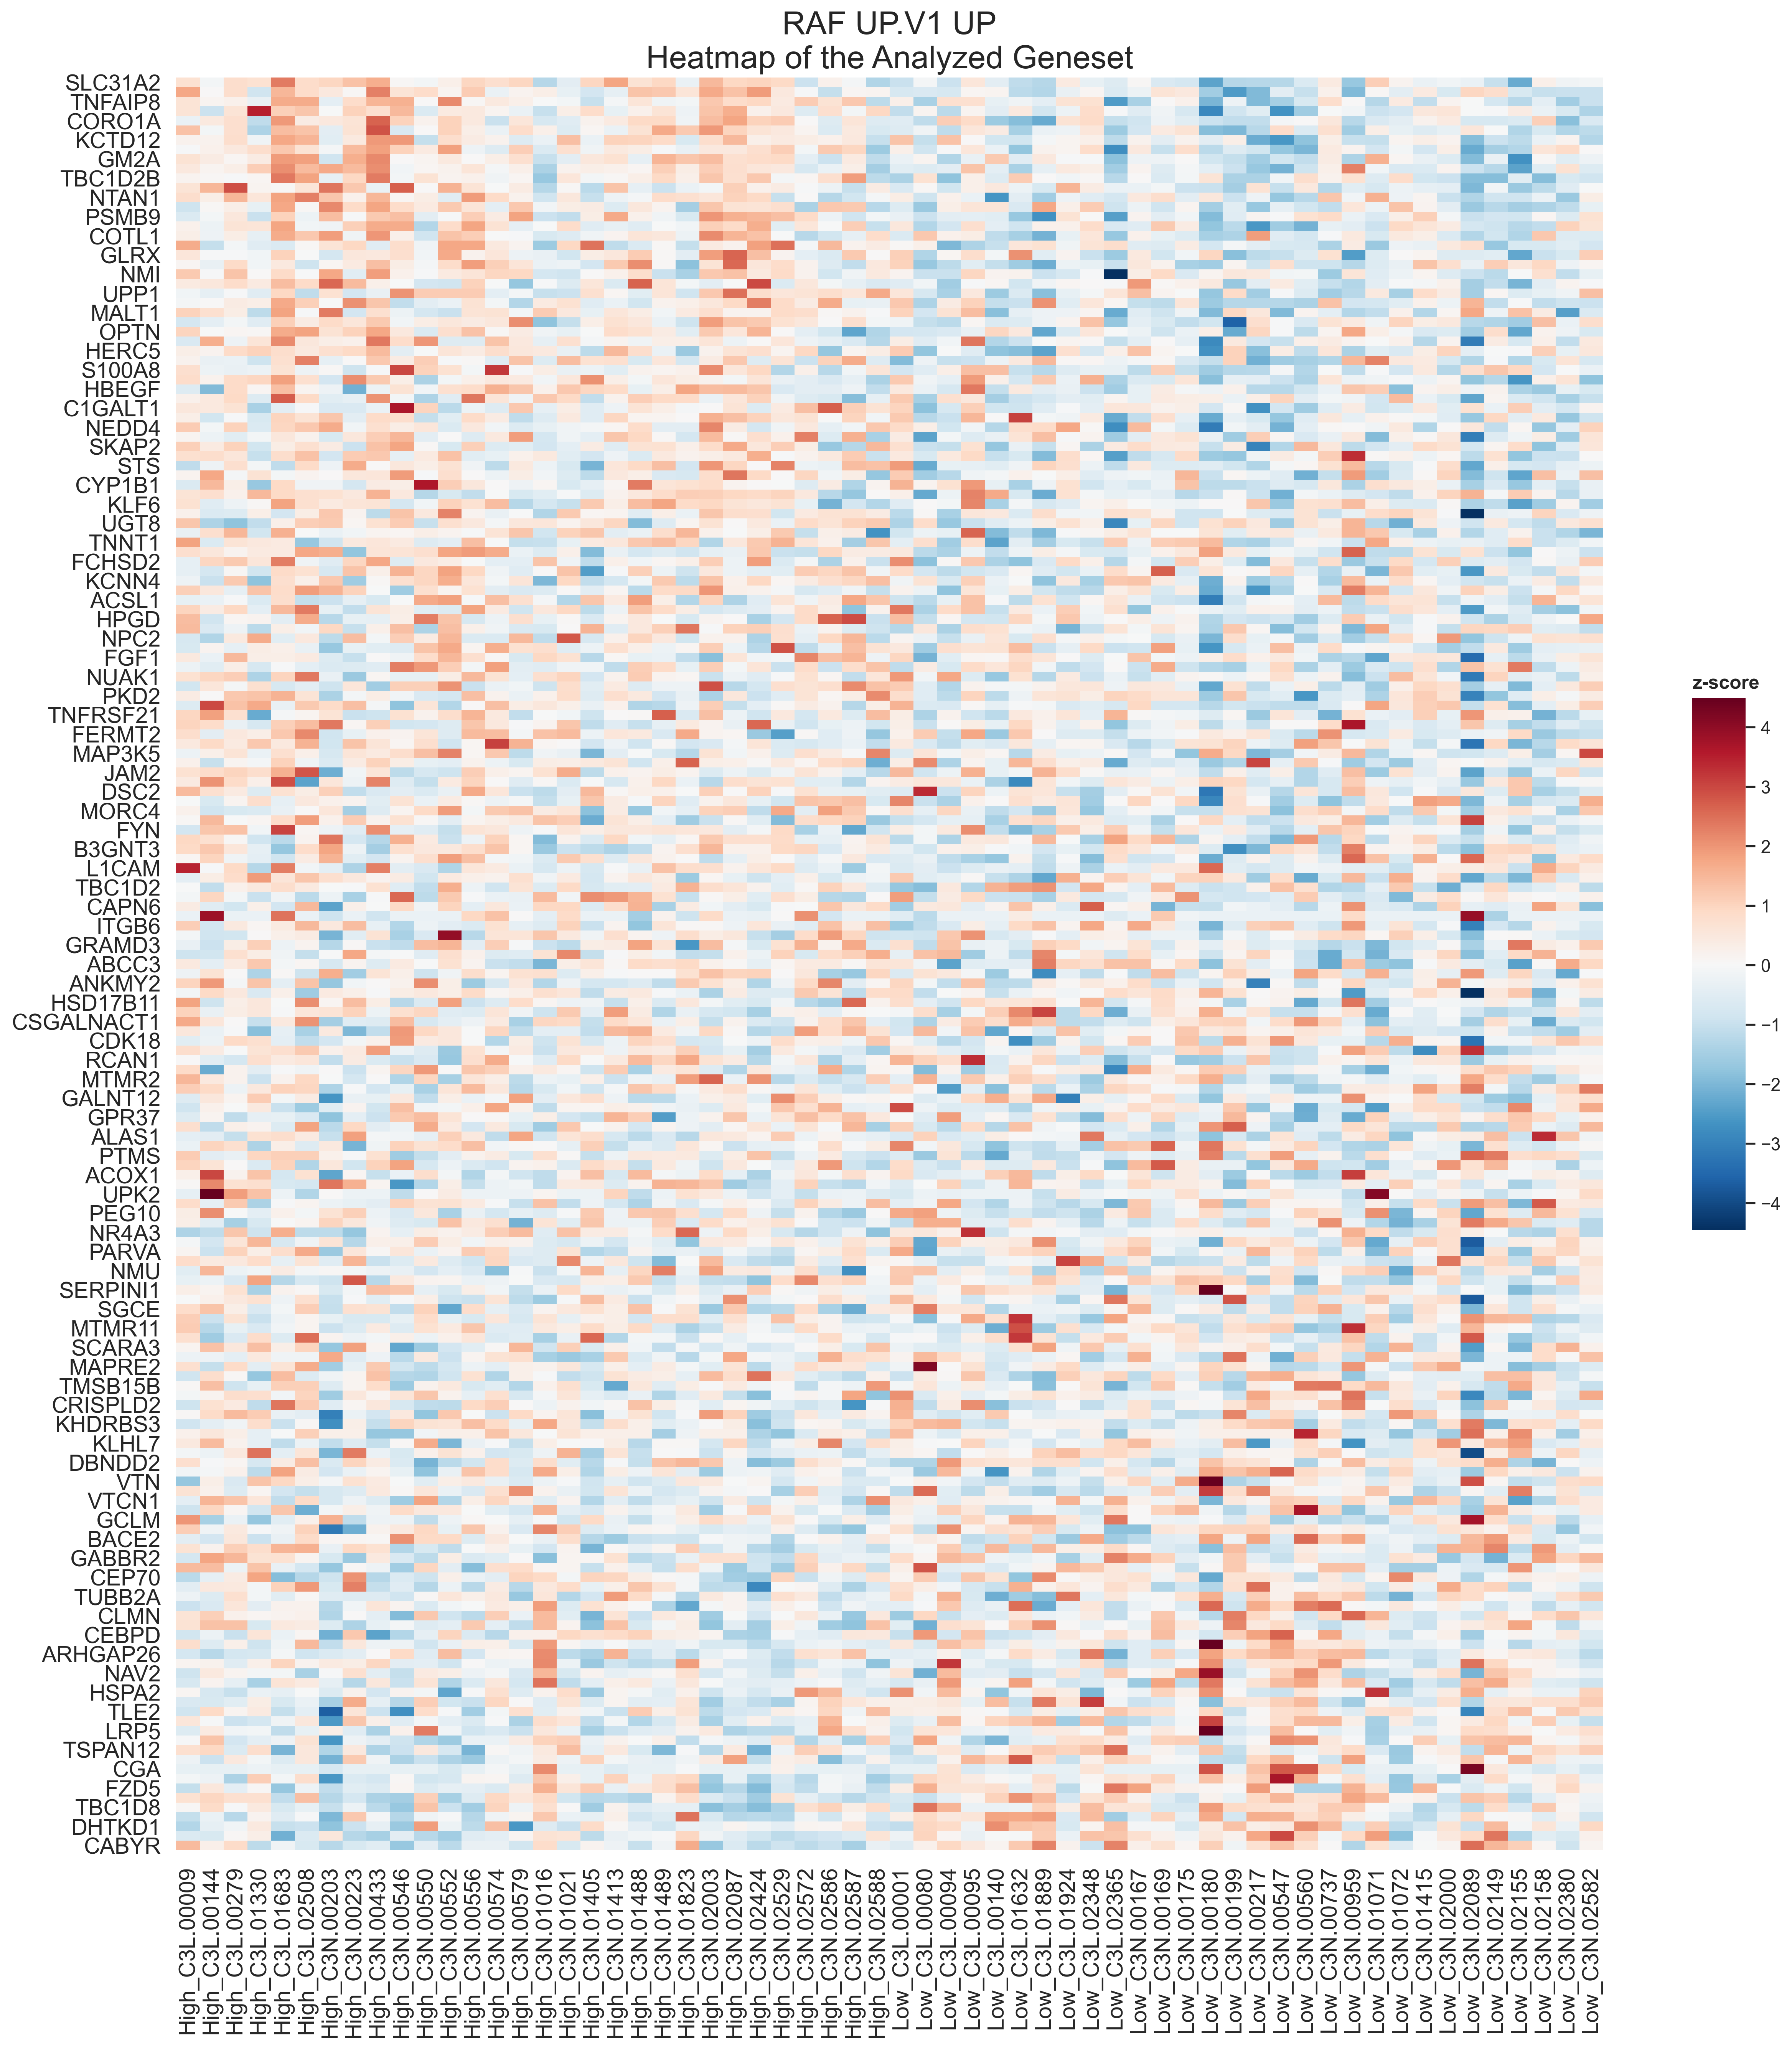 RAF UP.V1 UP
Heatmap of the Analyzed Geneset
SLC31A2
TNFAIP8
CORO1A
KCTD12
GM2A
TBC1D2B
NTAN1
PSMB9
COTL1
GLRX
NMI
UPP1
MALT1
OPTN
HERC5
S100A8
HBEGF
C1GALT1
NEDD4
SKAP2
STS
CYP1B1
KLF6
UGT8
TNNT1
FCHSD2
KCNN4
ACSL1
HPGD
NPC2
FGF1
NUAK1
PKD2
TNFRSF21
FERMT2
MAP3K5
JAM2
DSC2
MORC4
FYN
B3GNT3
L1CAM
TBC1D2
CAPN6
ITGB6
GRAMD3
ABCC3
ANKMY2
HSD17B11
CSGALNACT1
CDK18
RCAN1
MTMR2
GALNT12
GPR37
ALAS1
PTMS
ACOX1
UPK2
PEG10
NR4A3
PARVA
NMU
SERPINI1
SGCE
MTMR11
SCARA3
MAPRE2
TMSB15B
CRISPLD2
KHDRBS3
KLHL7
DBNDD2
VTN
VTCN1
GCLM
BACE2
GABBR2
CEP70
TUBB2A
CLMN
CEBPD
ARHGAP26
NAV2
HSPA2
TLE2
LRP5
TSPAN12
CGA
FZD5
TBC1D8
DHTKD1
CABYR
High_C3L.00009
High_C3L.00144
High_C3L.00279
High_C3L.01330
High_C3L.01683
High_C3L.02508
High_C3N.00203
High_C3N.00223
High_C3N.00433
High_C3N.00546
High_C3N.00550
High_C3N.00552
High_C3N.00556
High_C3N.00574
High_C3N.00579
High_C3N.01016
High_C3N.01021
High_C3N.01405
High_C3N.01413
High_C3N.01488
High_C3N.01489
High_C3N.01823
High_C3N.02003
High_C3N.02087
High_C3N.02424
High_C3N.02529
High_C3N.02572
High_C3N.02586
High_C3N.02587
High_C3N.02588
Low_C3L.00001
Low_C3L.00080
Low_C3L.00094
Low_C3L.00095
Low_C3L.00140
Low_C3L.01632
Low_C3L.01889
Low_C3L.01924
Low_C3L.02348
Low_C3L.02365
Low_C3N.00167
Low_C3N.00169
Low_C3N.00175
Low_C3N.00180
Low_C3N.00199
Low_C3N.00217
Low_C3N.00547
Low_C3N.00560
Low_C3N.00737
Low_C3N.00959
Low_C3N.01071
Low_C3N.01072
Low_C3N.01415
Low_C3N.02000
Low_C3N.02089
Low_C3N.02149
Low_C3N.02155
Low_C3N.02158
Low_C3N.02380
Low_C3N.02582
z-score
4
3
2
1
0
−1
−2
−3
−4